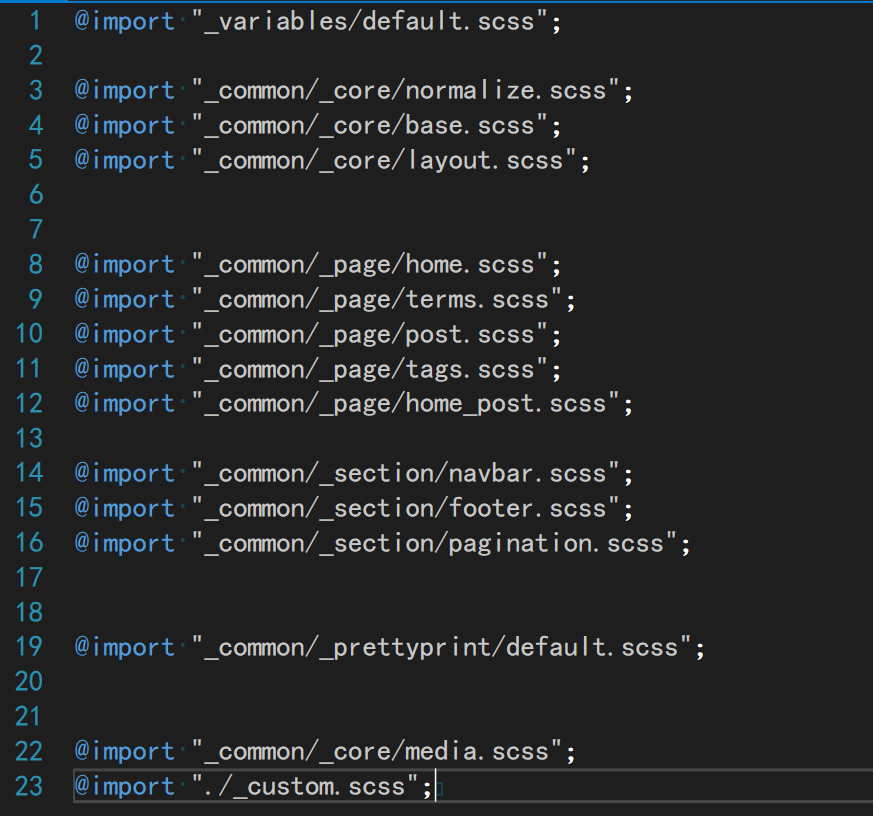 1 @import "_variables/default.scss";
2
3 @import "_common/_core/normalize.scss";
4 @import "_common/_core/base.scss";
5 @import "_common/_core/layout.scss";
6
7
8 @import "_common/_page/home.scss";
9 @import "_common/_page/terms.scss";
10 @import "_common/_page/post.scss";
11 @import "_common/_page/tags.scss";
12 @import "_common/_page/home_post.scss";
13
14 @import "_common/_section/navbar.scss";
15 @import "_common/_section/footer.scss";
16 @import "_common/_section/pagination.scss";
17
18
19 @import "_common/_prettyprint/default.scss";
20
21
22 @import "_common/_core/media.scss";
23 @import "./_custom.scss";